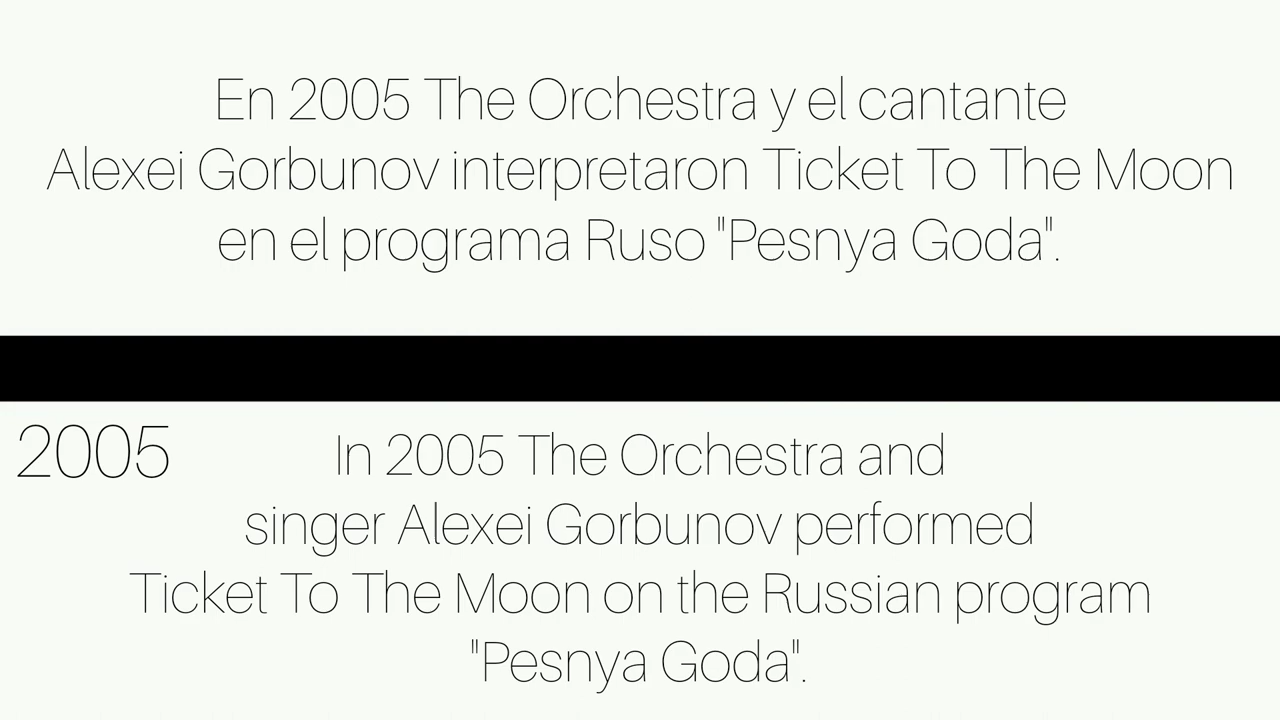 En 2005 The Orchestra y el cantante
Alexei Gorbunov interpretaron Ticket To The Moon
en el programa Ruso "Pesnya Goda".
2005
In 2005 The Orchestra and
singer Alexei Gorbunov performed
Ticket To The Moon on the Russian program
"Pesnya Goda".